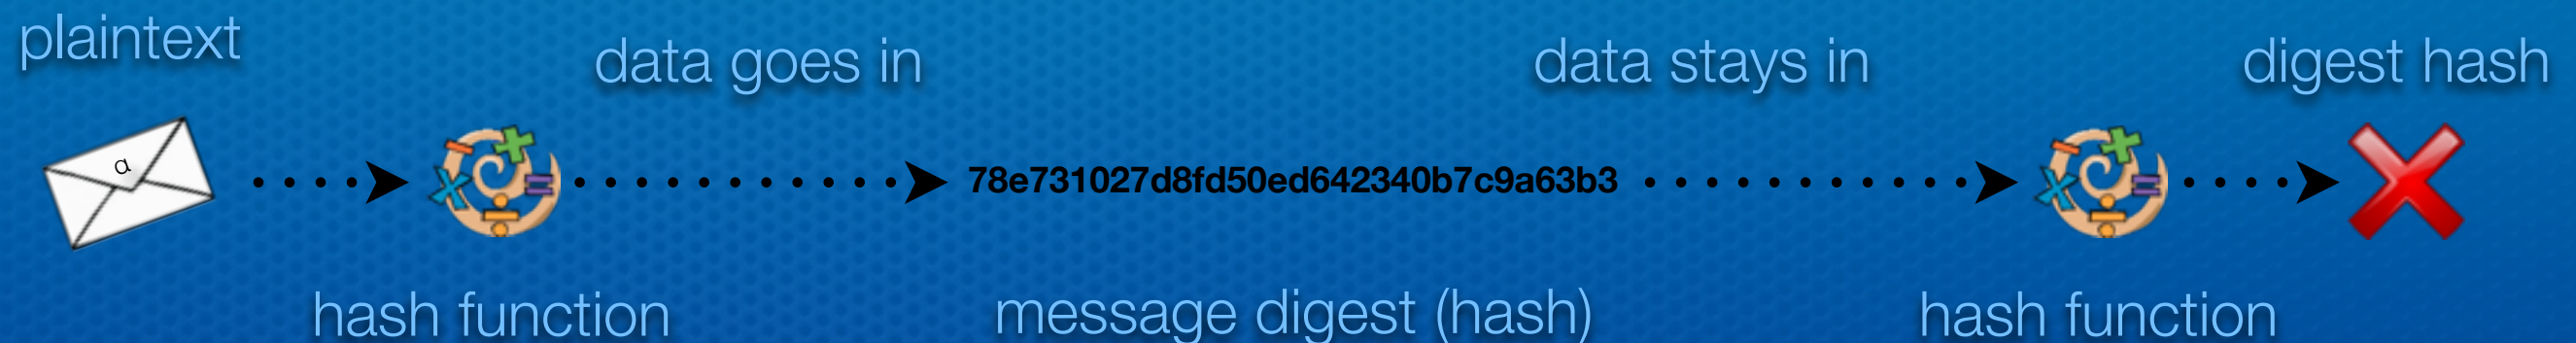 plaintext
data goes in
data stays in
digest hash
α
78e731027d8fd50ed642340b7c9a63b3
hash function
message digest (hash)
hash function